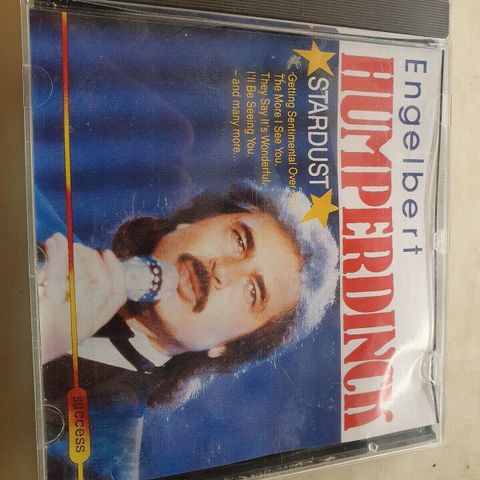 Engelbert
HUMPERDINCK
STARDUST
Getting Sentimental Over
The More I See You,
They Say It's Wonderful,
I'll Be Seeing You,
– and many more...
success